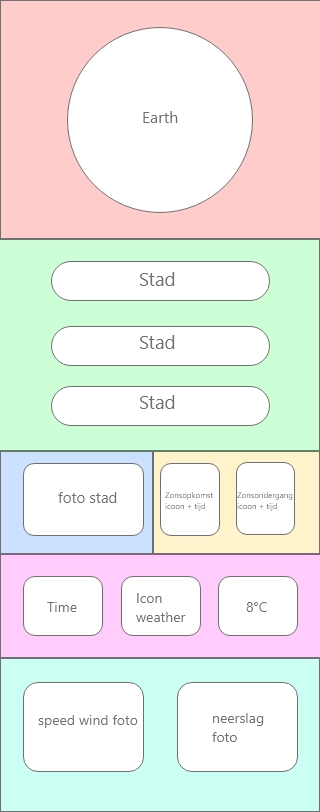 Earth
Stad
Stad
Stad
foto stad
Zonsopkomst
icoon + tijd
Zonsondergang
icoon + tijd
Time
Icon
weather
8°C
speed wind foto
neerslag
foto